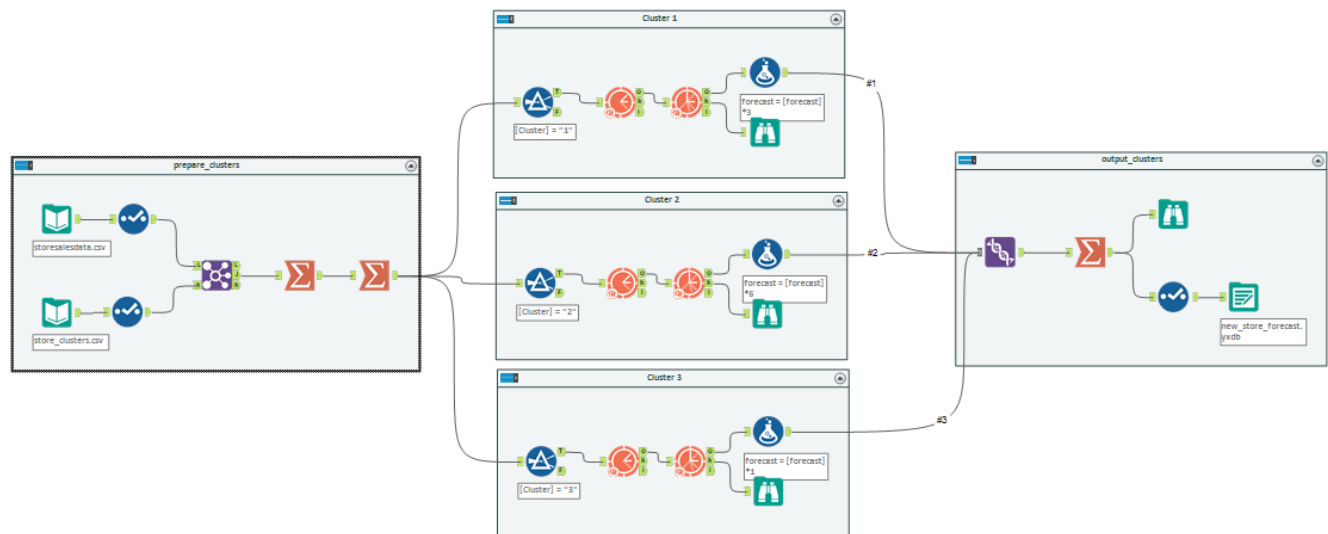 prepare_clusters
storesalesdata.csv
store_clusters.csv
L
R
L
J
R
Cluster 1
T
F
[Cluster] = "1"
O
R
I
O
R
I
forecast = [forecast]
*3
#1
Cluster 2
T
F
[Cluster] = "2"
O
R
I
O
R
I
forecast = [forecast]
*6
#2
Cluster 3
T
F
[Cluster] = "3"
O
R
I
O
R
I
forecast = [forecast]
*1
#3
output_clusters
new_store_forecast.
yxdb